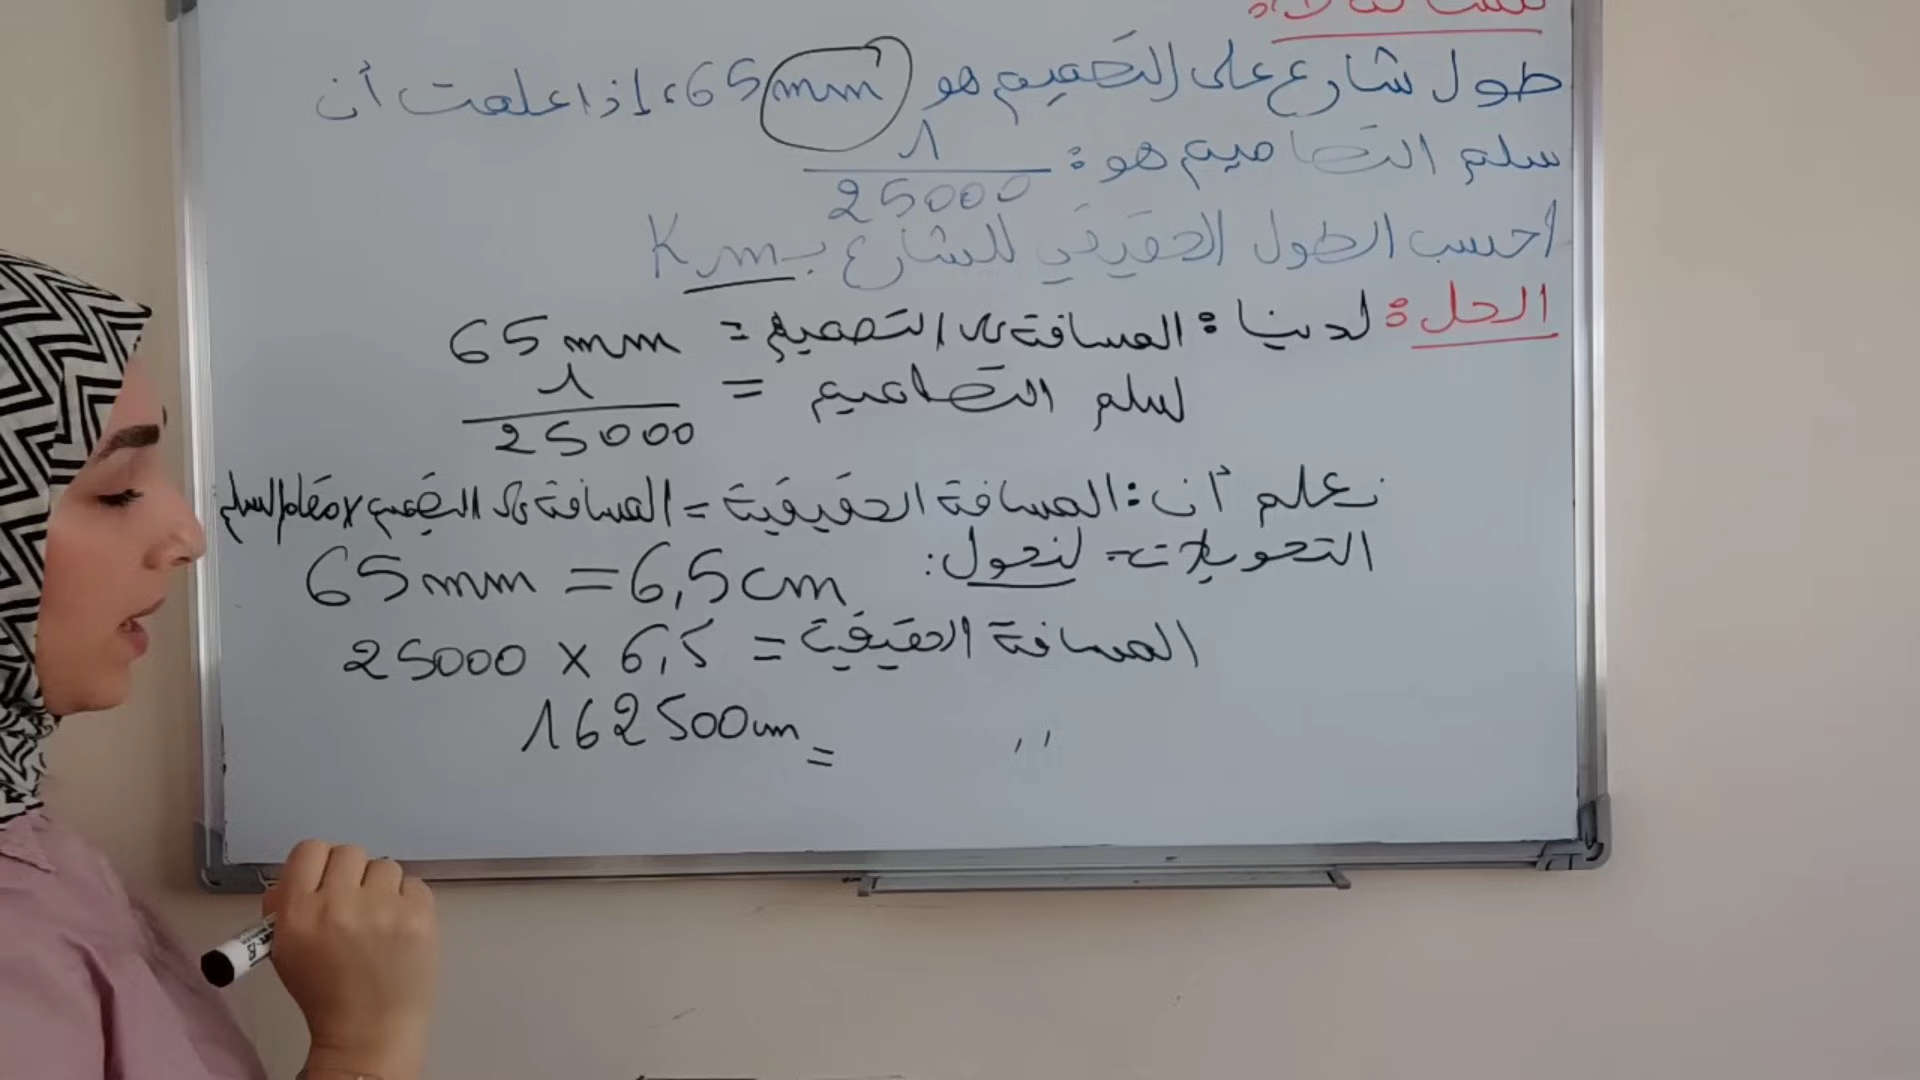 طول شارع على التصميم هو 65mm، إذا علمت أن
سلم التصاميم هو: 1/25000
احسب الطول الحقيقي للشارع بـ Km
الحل: لدينا: المسافة على التصميم = 65mm
سلم التصاميم = 1/25000
نعلم أن: المسافة الحقيقية = المسافة على التصميم x مقام السلم
التحويلات - لنحول: 65mm = 6,5cm
المسافة الحقيقية = 25000 x 6,5
" = 162500cm